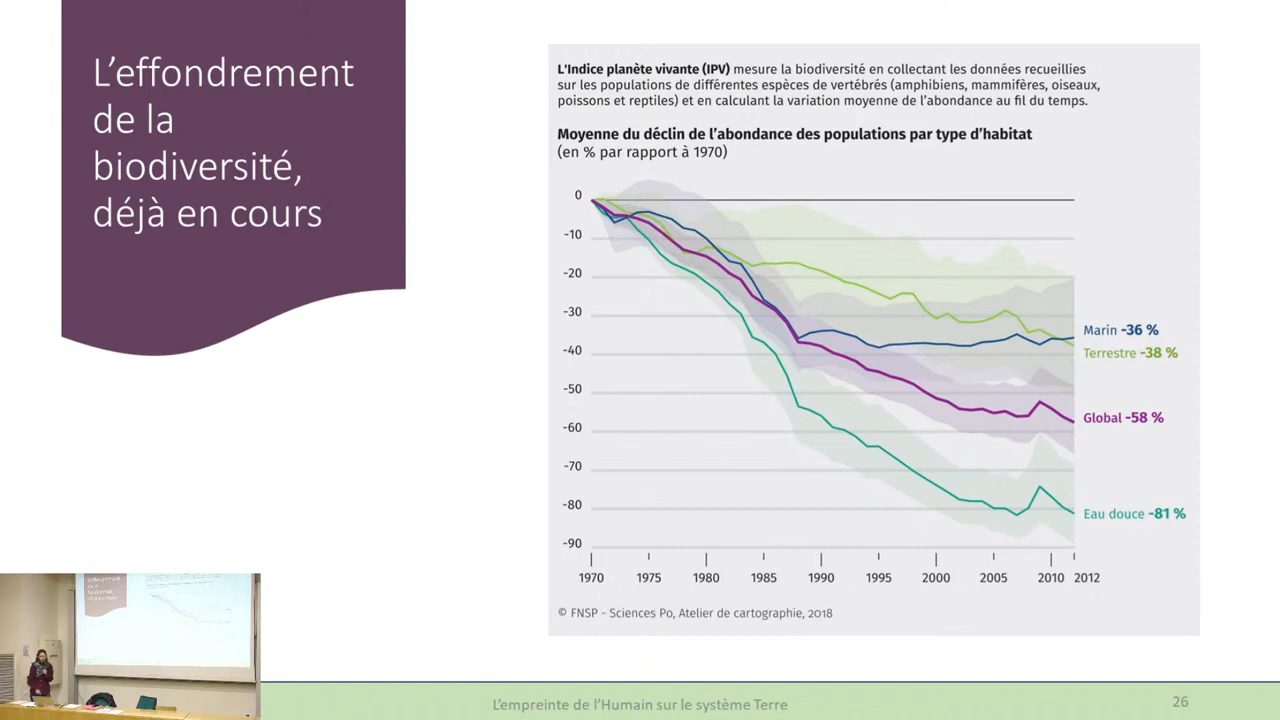 L'effondrement
de la
biodiversité,
déjà en cours
L'Indice planète vivante (IPV) mesure la biodiversité en collectant les données recueillies
sur les populations de différentes espèces de vertébrés (amphibiens, mammifères, oiseaux,
poissons et reptiles) et en calculant la variation moyenne de l'abondance au fil du temps.
Moyenne du déclin de l'abondance des populations par type d'habitat
(en % par rapport à 1970)
0
-10
-20
-30
-40
-50
-60
-70
-80
-90
Marin -36 %
Terrestre -38 %
Global -58 %
Eau douce -81 %
1970 1975 1980 1985 1990 1995 2000 2005 2010 2012
© FNSP - Sciences Po, Atelier de cartographie, 2018
L'empreinte de l'Humain sur le système Terre
26